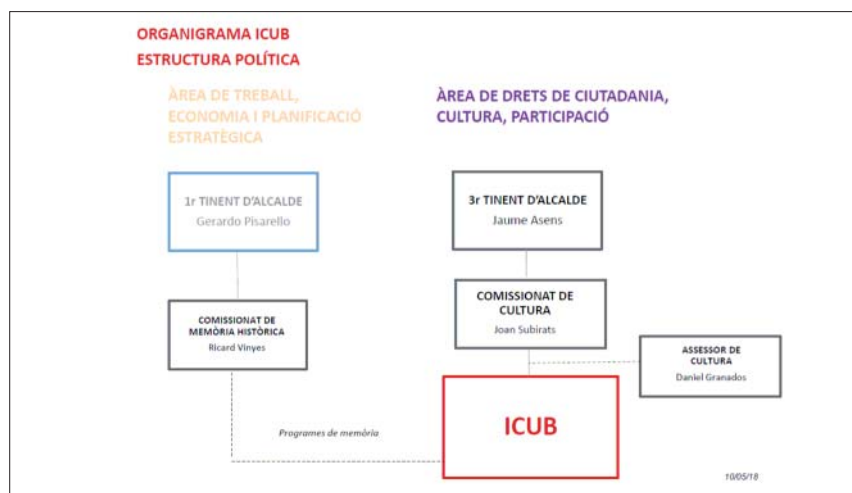 ORGANIGRAMA ICUB
ESTRUCTURA POLÍTICA
ÀREA DE TREBALL,
ECONOMIA I PLANIFICACIÓ
ESTRATÈGICA
ÀREA DE DRETS DE CIUTADANIA,
CULTURA, PARTICIPACIÓ
1r TINENT D'ALCALDE
Gerardo Pisarello
3r TINENT D'ALCALDE
Jaume Asens
COMISSIONAT DE
MEMÒRIA HISTÒRICA
Ricard Vinyes
COMISSIONAT DE
CULTURA
Joan Subirats
ASSESSOR DE
CULTURA
Daniel Granados
ICUB
Programes de memòria
10/05/18